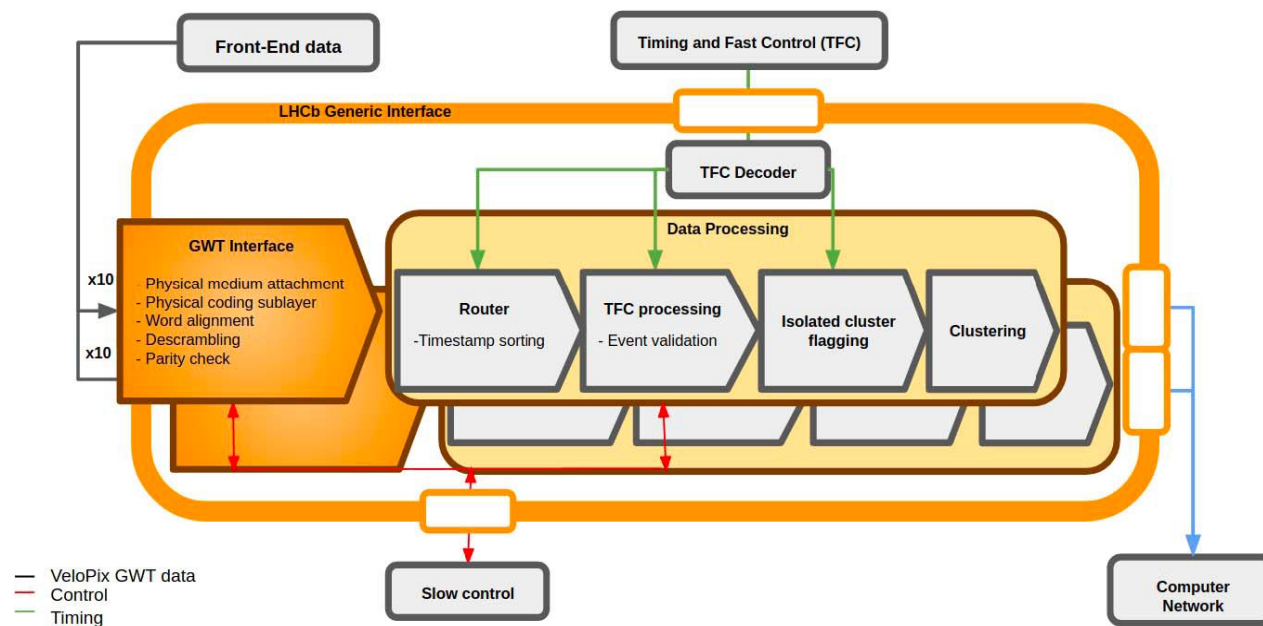 Front-End data
Timing and Fast Control (TFC)
LHCb Generic Interface
TFC Decoder
Data Processing
GWT Interface
- Physical medium attachment
- Physical coding sublayer
- Word alignment
- Descrambling
- Parity check
x10
x10
Router
-Timestamp sorting
TFC processing
- Event validation
Isolated cluster
flagging
Clustering
Slow control
Computer
Network
VeloPix GWT data
Control
Timing